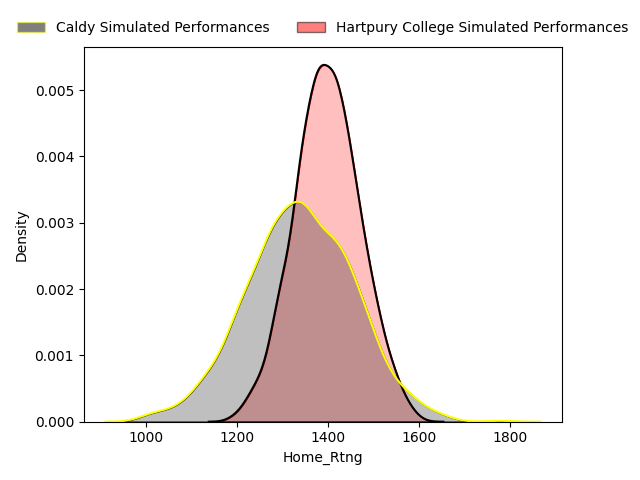 Caldy Simulated Performances
Hartpury College Simulated Performances
0.005
0.004
0.003
0.002
0.001
0.000
Density
1000 1200 1400 1600 1800
Home_Rtng